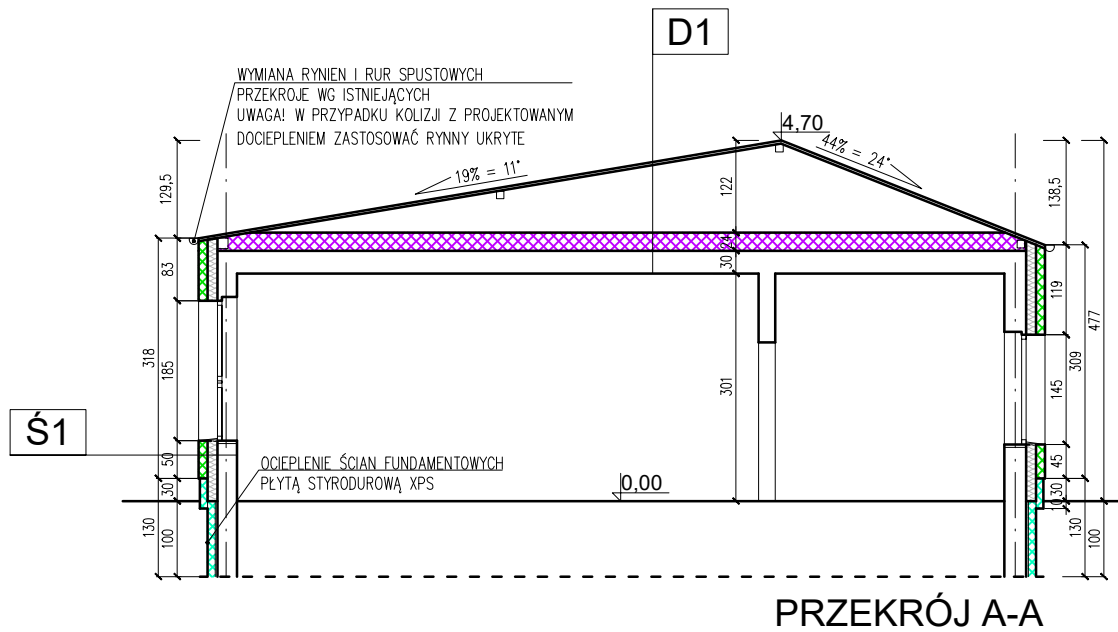 D1
WYMIANA RYNIEN I RUR SPUSTOWYCH
PRZEKROJE WG ISTNIEJĄCYCH
UWAGA! W PRZYPADKU KOLIZJI Z PROJEKTOWANYM
DOCIEPLENIEM ZASTOSOWAĆ RYNNY UKRYTE
4,70
19% = 11°
44% = 24°
129,5
122
138,5
24
30
83
119
477
318
185
301
309
145
Ś1
50
45
OCIEPLENIE ŚCIAN FUNDAMENTOWYCH
PŁYTĄ STYRODUROWĄ XPS
0,00
30
30
10
130
100
130
100
PRZEKRÓJ A-A